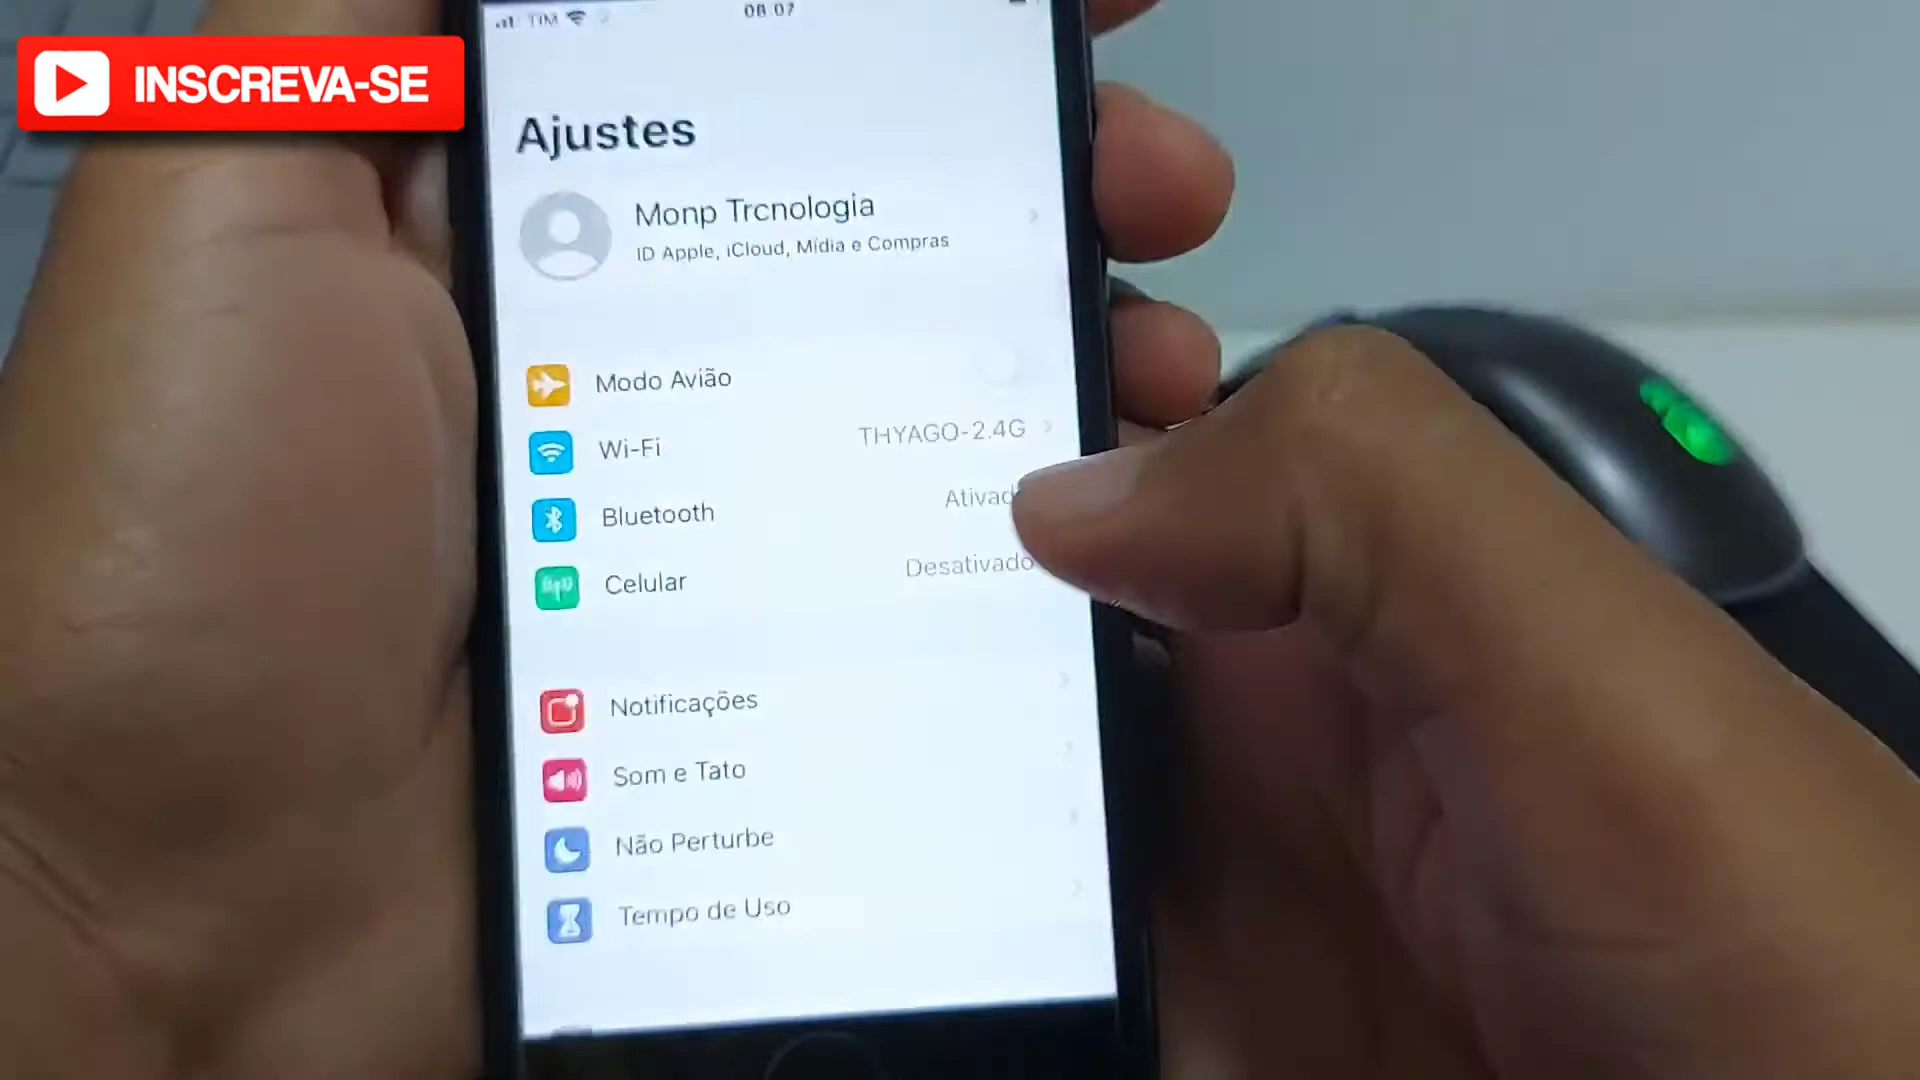 INSCREVA-SE
TIM
08:07
Ajustes
Monp Trcnologia
ID Apple, iCloud, Mídia e Compras
Modo Avião
Wi-Fi
THYAGO-2.4G
Bluetooth
Ativad
Celular
Desativado
Notificações
Som e Tato
Não Perturbe
Tempo de Uso